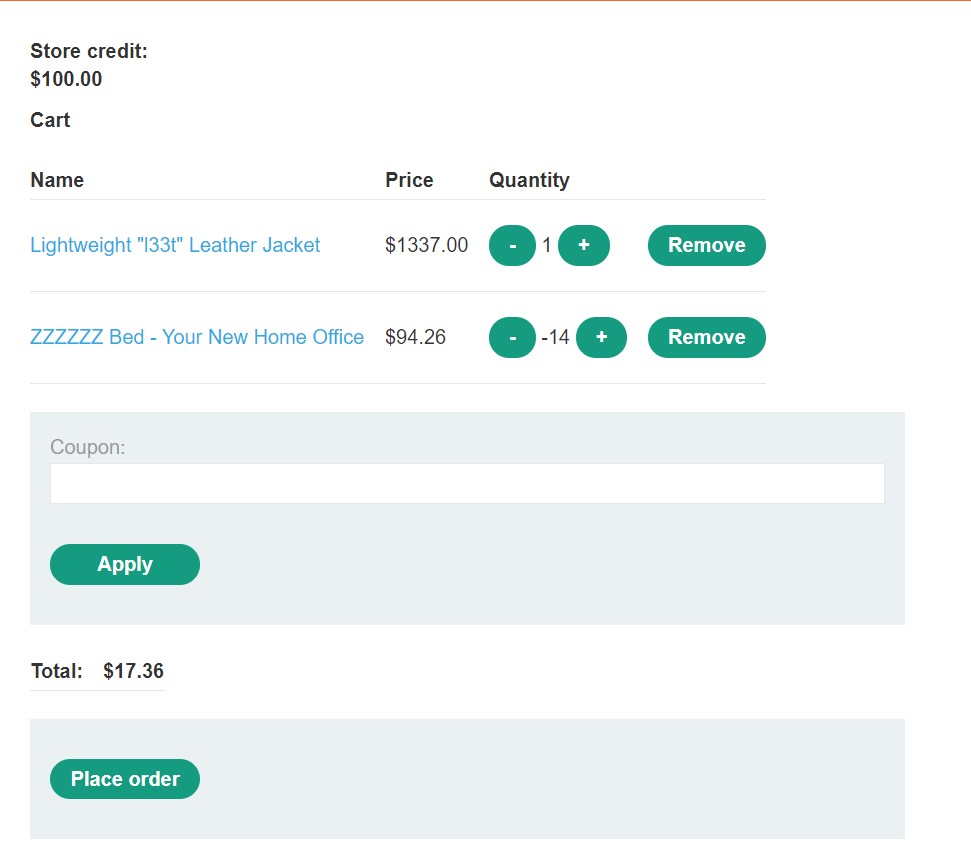 Store credit:
$100.00
Cart
Name Price Quantity
Lightweight "l33t" Leather Jacket $1337.00 - 1 + Remove
ZZZZZZ Bed - Your New Home Office $94.26 - -14 + Remove
Coupon:
Apply
Total: $17.36
Place order